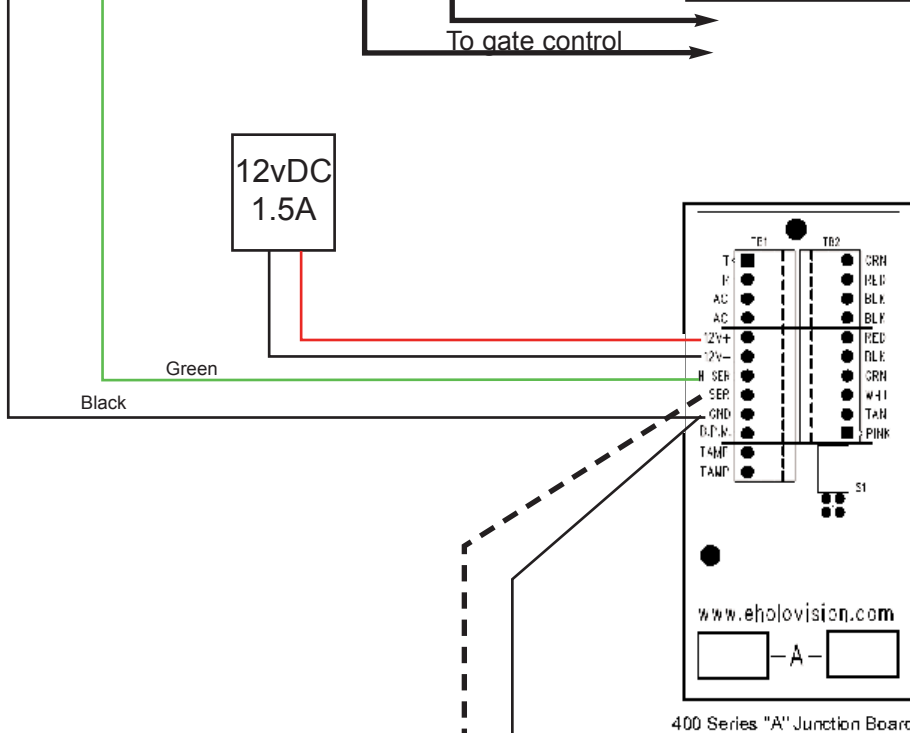 To gate control
12vDC
1.5A
TB1
TB2
T
GRN
R
RED
AC
BLK
AC
BLK
12V+
RED
12V-
BLK
Green
H SER
GRN
SER
WHT
Black
GND
TAN
D.P.M.
PINK
TAMP
TAMP
S1
www.eholovision.com
-A-
400 Series "A" Junction Board